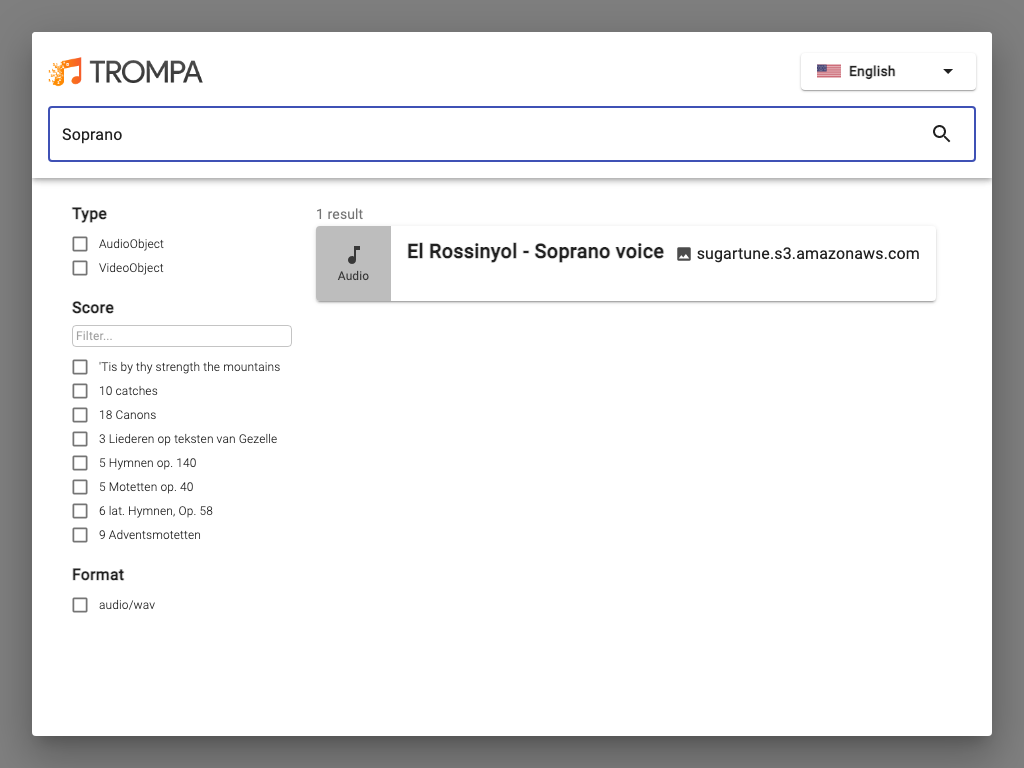 TROMPA
English
Soprano
Type
AudioObject
VideoObject
Score
Filter...
'Tis by thy strength the mountains
10 catches
18 Canons
3 Liederen op teksten van Gezelle
5 Hymnen op. 140
5 Motetten op. 40
6 lat. Hymnen, Op. 58
9 Adventsmotetten
Format
audio/wav
1 result
El Rossinyol - Soprano voice sugartune.s3.amazonaws.com
Audio